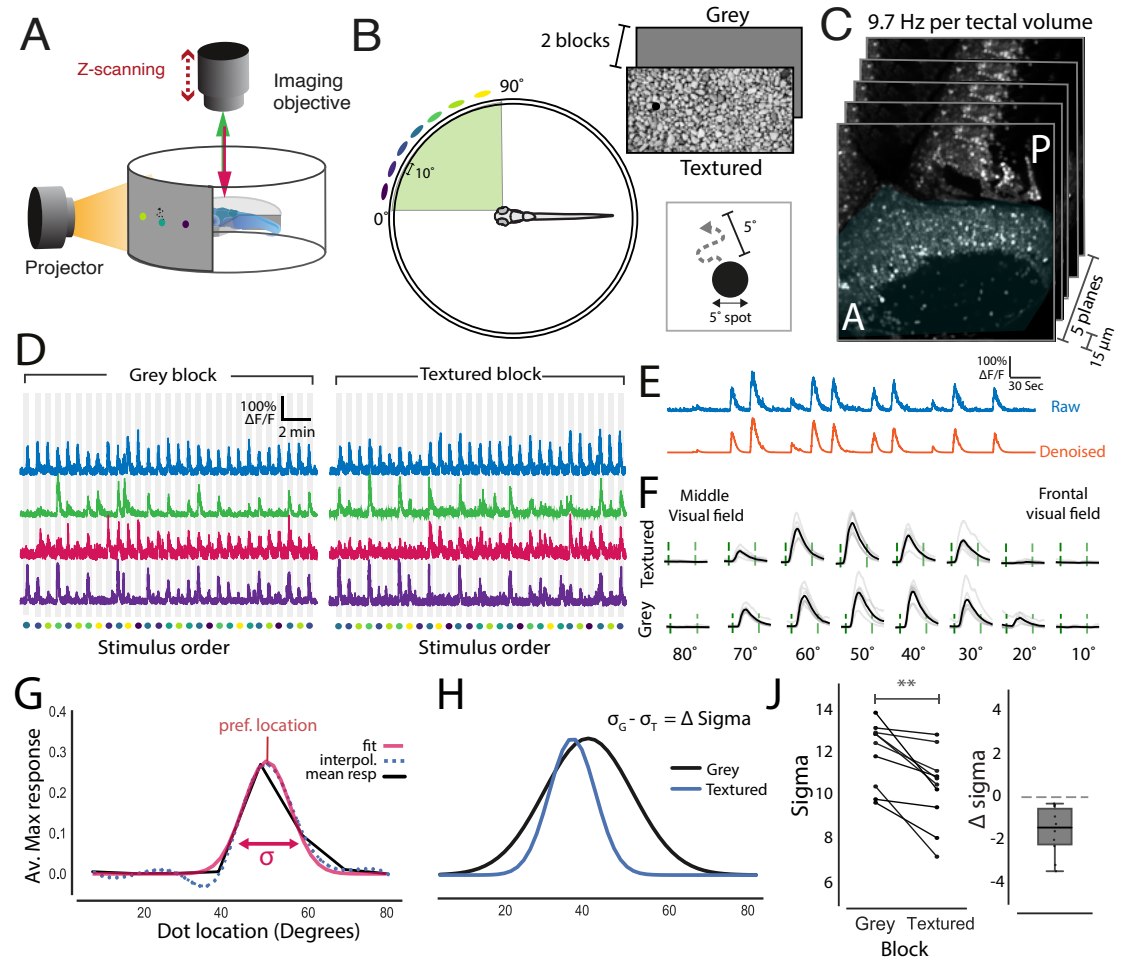 A
Z-scanning
Imaging
objective
Projector
B
Grey
2 blocks
Textured
90˚
10˚
0˚
5˚
5˚ spot
C
9.7 Hz per tectal volume
P
A
5 planes
15 µm
D
Grey block
Textured block
100%
ΔF/F
2 min
Stimulus order
Stimulus order
E
100%
ΔF/F
30 Sec
Raw
Denoised
F
Middle
Visual field
Frontal
visual field
Textured
Grey
80˚ 70˚ 60˚ 50˚ 40˚ 30˚ 20˚ 10˚
G
0.4
0.3
0.2
0.1
0.0
Av. Max response
pref. location
fit
interpol.
mean resp
σ
20 40 60 80
Dot location (Degrees)
H
σG - σT = Δ Sigma
Grey
Textured
20 40 60 80
J
**
14
12
10
8
6
Sigma
Grey Textured
Block
4
2
0
-2
-4
Δ sigma